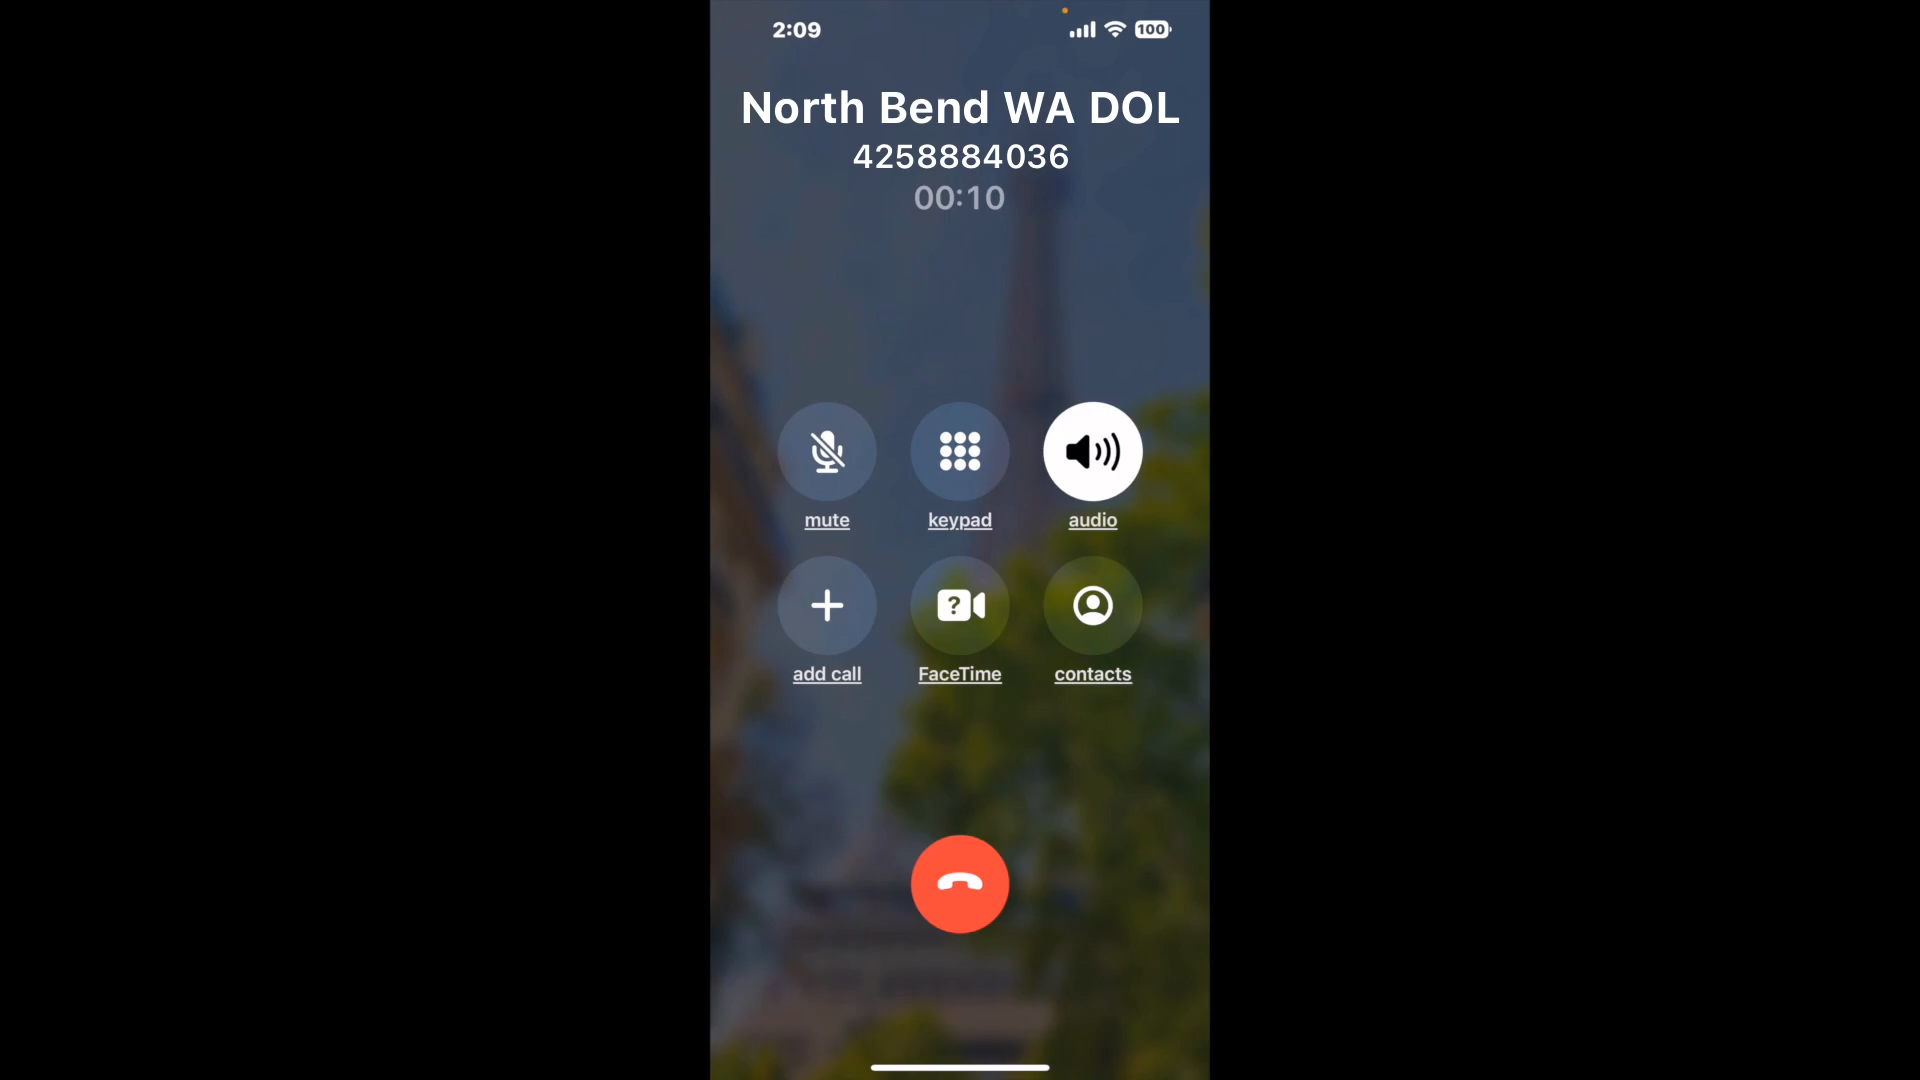 2:09
100
North Bend WA DOL
4258884036
00:10
mute
keypad
audio
?
add call
FaceTime
contacts